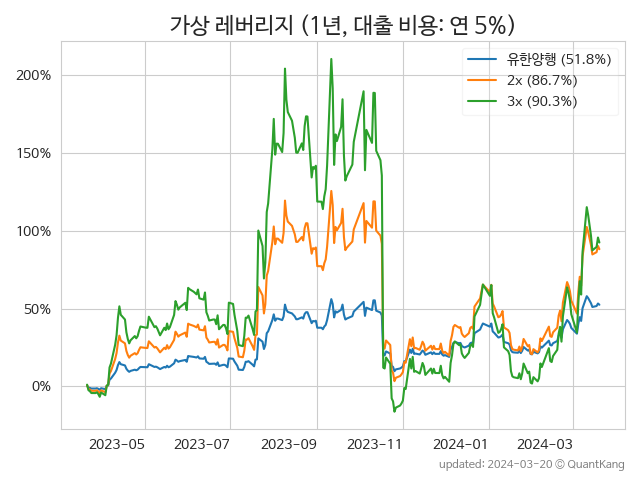 가상 레버리지 (1년, 대출 비용: 연 5%)
유한양행 (51.8%)
2x (86.7%)
3x (90.3%)
200%
150%
100%
50%
0%
2023-05 2023-07 2023-09 2023-11 2024-01 2024-03
updated: 2024-03-20 © QuantKang